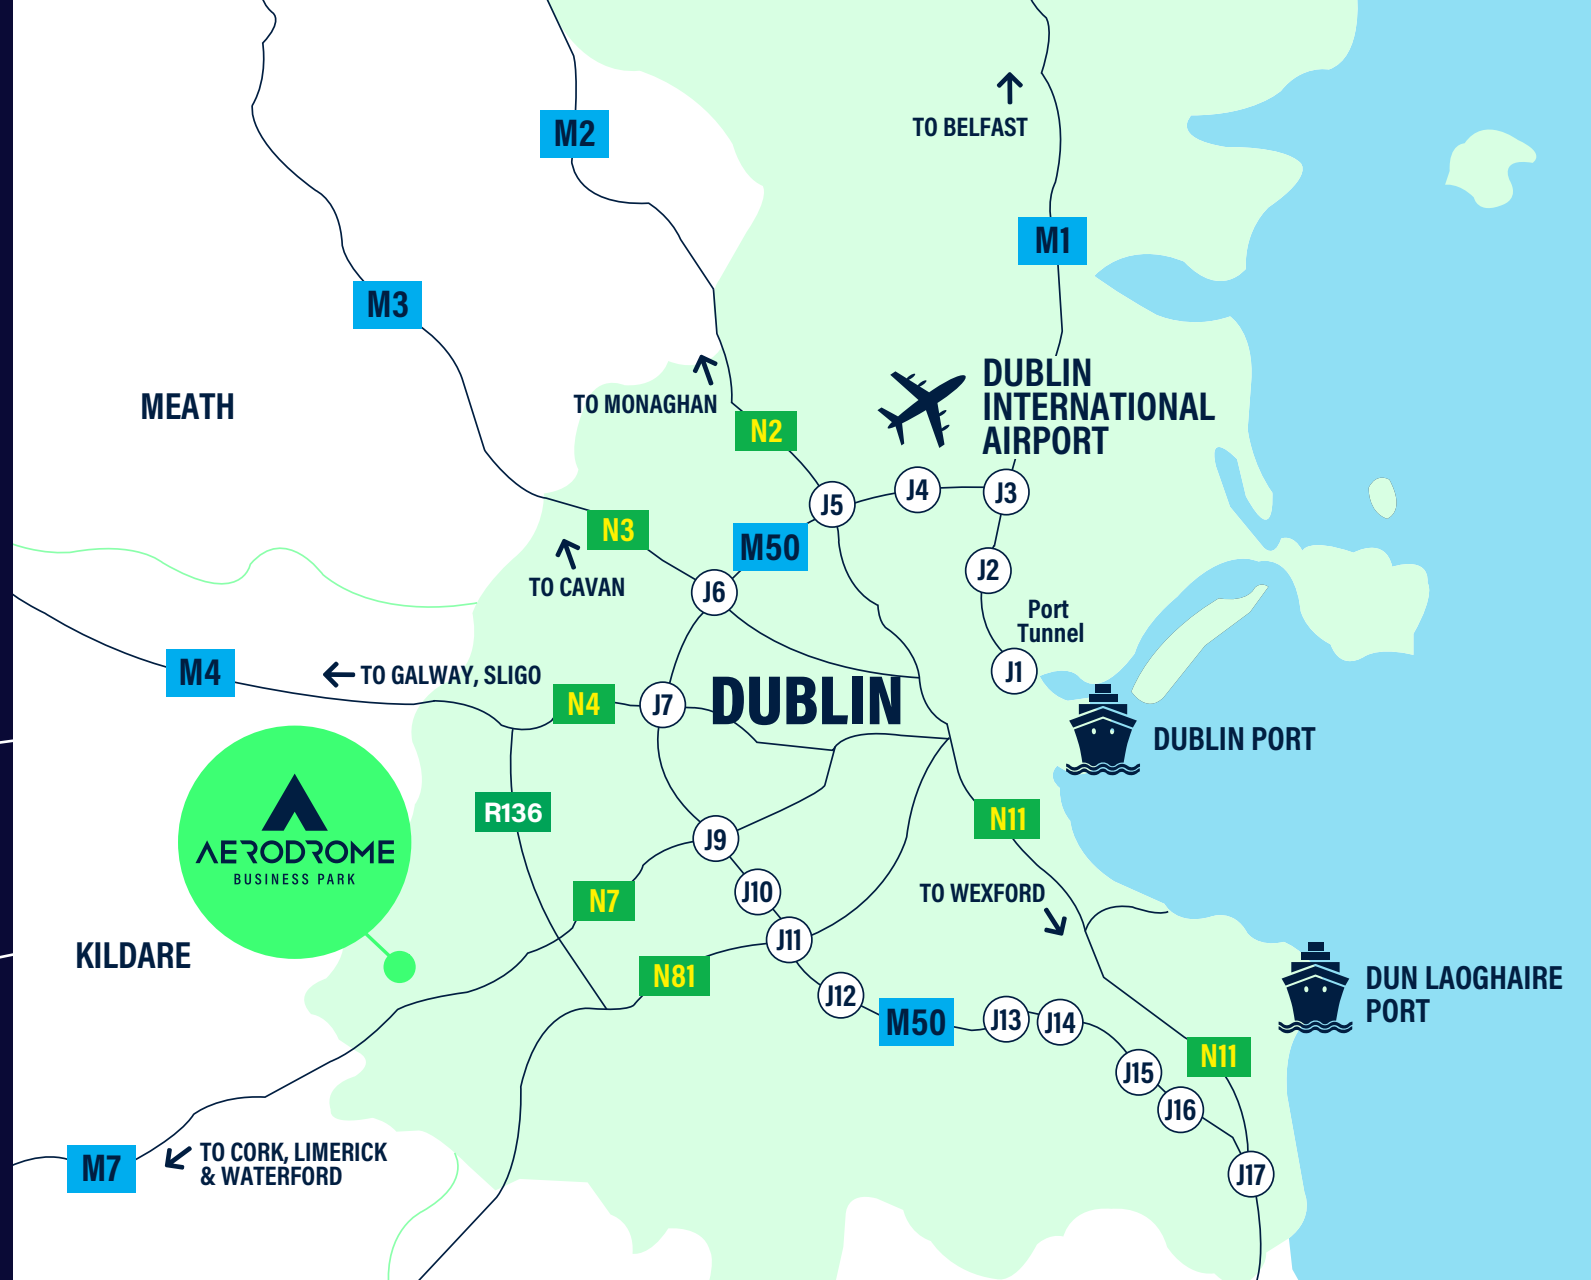 M2
TO BELFAST
M1
M3
DUBLIN
INTERNATIONAL
AIRPORT
MEATH
TO MONAGHAN
N2
J5
J4
J3
N3
M50
J2
TO CAVAN
J6
Port
Tunnel
M4
TO GALWAY, SLIGO
N4
J7
DUBLIN
J1
DUBLIN PORT
R136
N11
J9
AERODROME
BUSINESS PARK
N7
J10
TO WEXFORD
J11
KILDARE
N81
DUN LAOGHAIRE
PORT
J12
M50
J13
J14
N11
J15
J16
M7
TO CORK, LIMERICK
& WATERFORD
J17